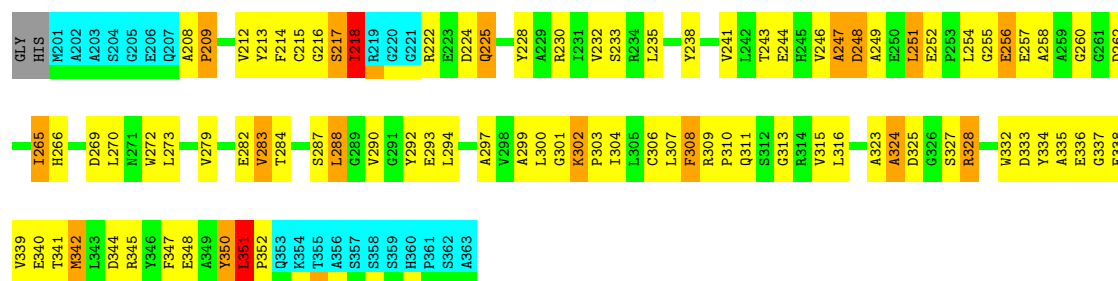 GLY HIS M201 A202 A203 S204 G205 E206 Q207 A208 P209 V212 Y213 F214 C215 G216 S217 I218 R219 G220 G221 R222 E223 D224 Q225 Y228 A229 R230 I231 V232 S233 R234 L235 Y238 V241 L242 T243 E244 H245 V246 A247 D248 A249 E250 L251 E252 P253 L254 G255 E256 E257 A258 A259 G260 G261 D262
I265 H266 D269 L270 N271 W272 L273 V279 E282 V283 T284 S287 L288 G289 V290 G291 Y292 E293 L294 A297 V298 A299 L300 G301 K302 P303 I304 L305 C306 L307 F308 R309 P310 Q311 S312 G313 R314 V315 L316 A323 A324 D325 G326 S327 R328 W332 D333 Y334 A335 E336 G337
V339 E340 T341 M342 L343 D344 R345 Y346 F347 E348 A349 Y350 L351 P352 Q353 K354 T355 A356 S357 S358 S359 H360 P361 S362 A363